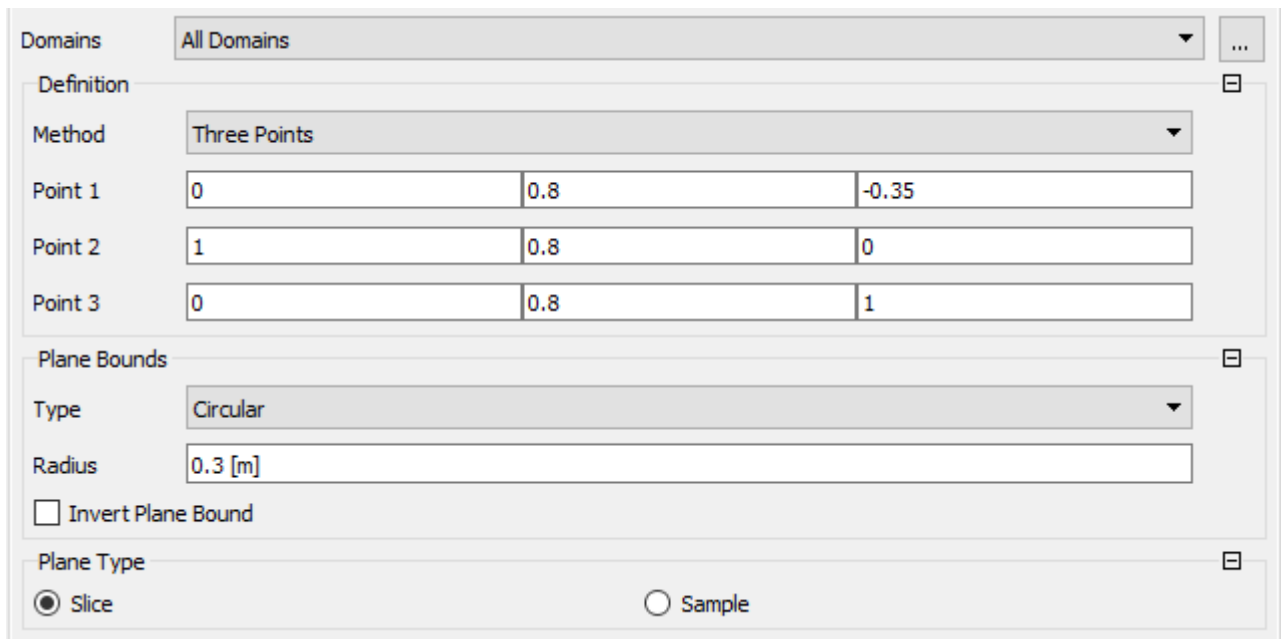 Domains All Domains ...
Definition
Method Three Points
Point 1 0 0.8 -0.35
Point 2 1 0.8 0
Point 3 0 0.8 1
Plane Bounds
Type Circular
Radius 0.3 [m]
Invert Plane Bound
Plane Type
Slice Sample